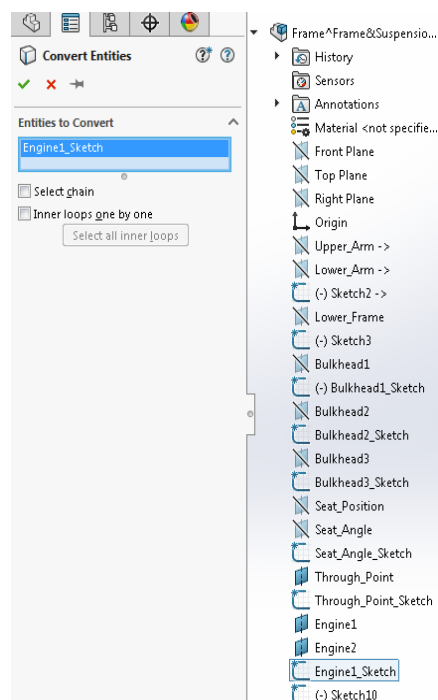 Convert Entities
Entities to Convert
Engine1_Sketch
Select chain
Inner loops one by one
Select all inner loops
Frame^Frame&Suspensio...
History
Sensors
Annotations
Material <not specifie...
Front Plane
Top Plane
Right Plane
Origin
Upper_Arm ->
Lower_Arm ->
(-) Sketch2 ->
Lower_Frame
(-) Sketch3
Bulkhead1
(-) Bulkhead1_Sketch
Bulkhead2
Bulkhead2_Sketch
Bulkhead3
Bulkhead3_Sketch
Seat_Position
Seat_Angle
Seat_Angle_Sketch
Through_Point
Through_Point_Sketch
Engine1
Engine2
Engine1_Sketch
(-) Sketch10